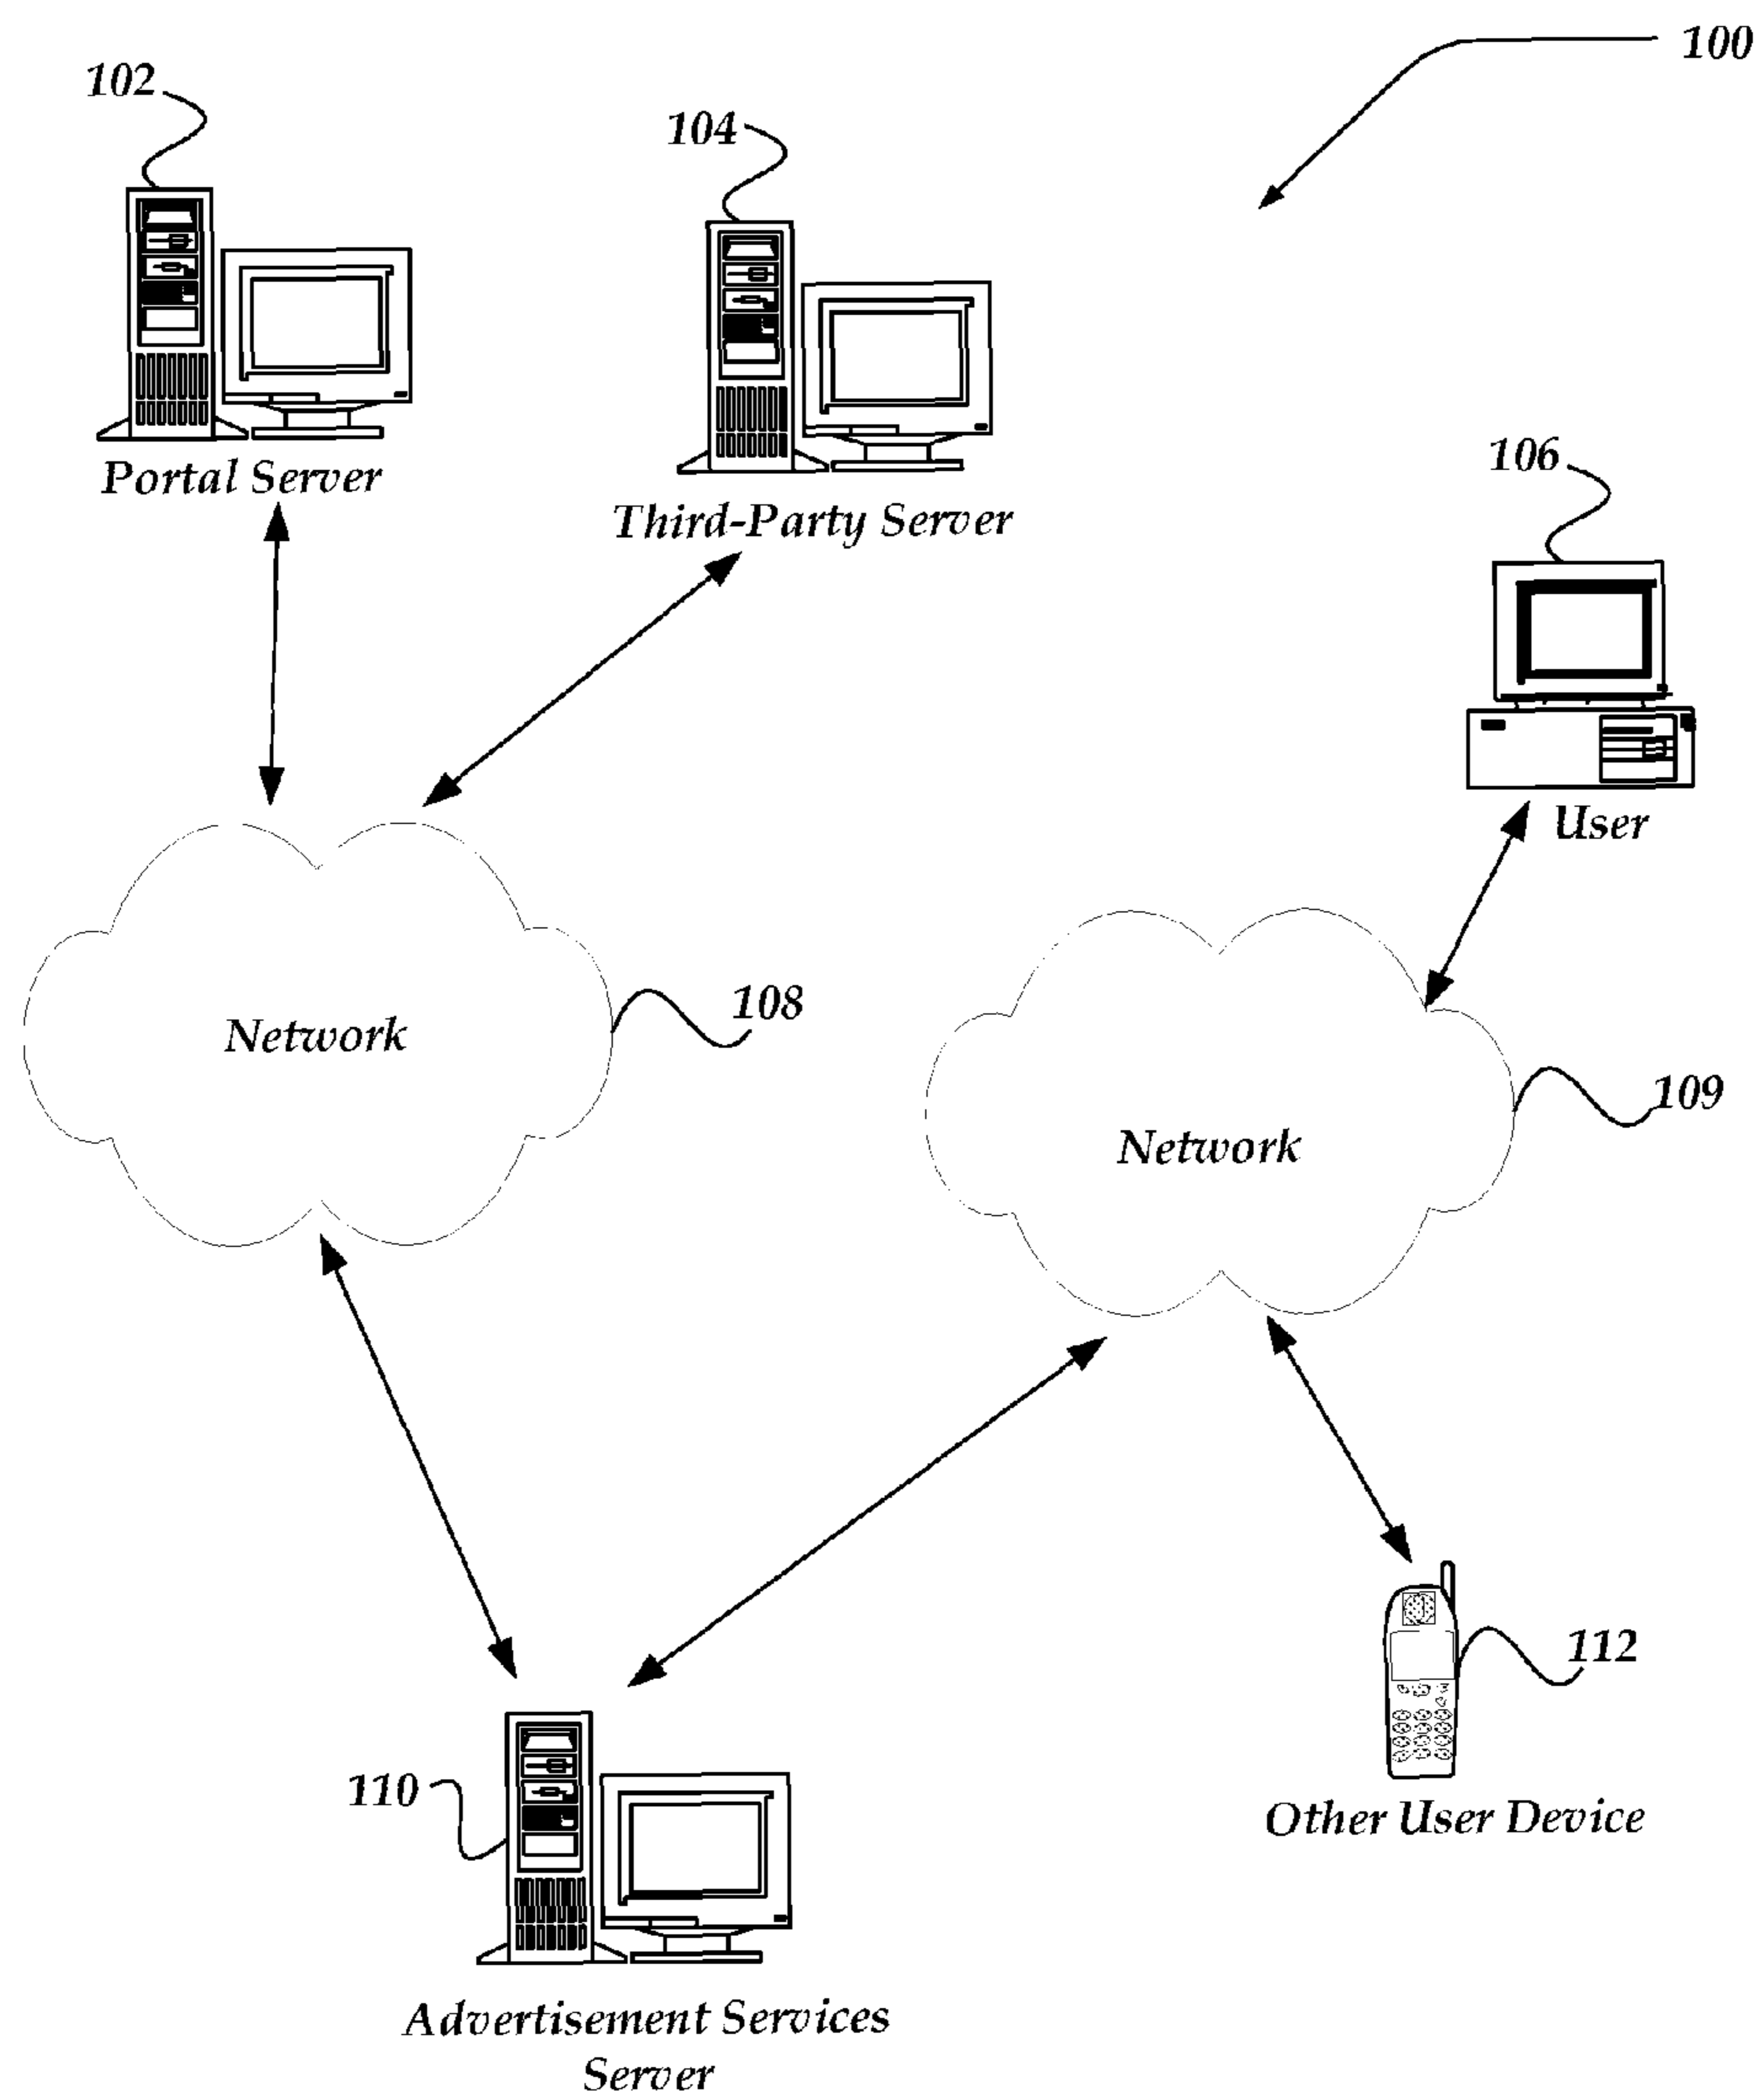 100
102
104
Portal Server
Third-Party Server
106
User
108
Network
109
Network
112
110
Other User Device
Advertisement Services
Server